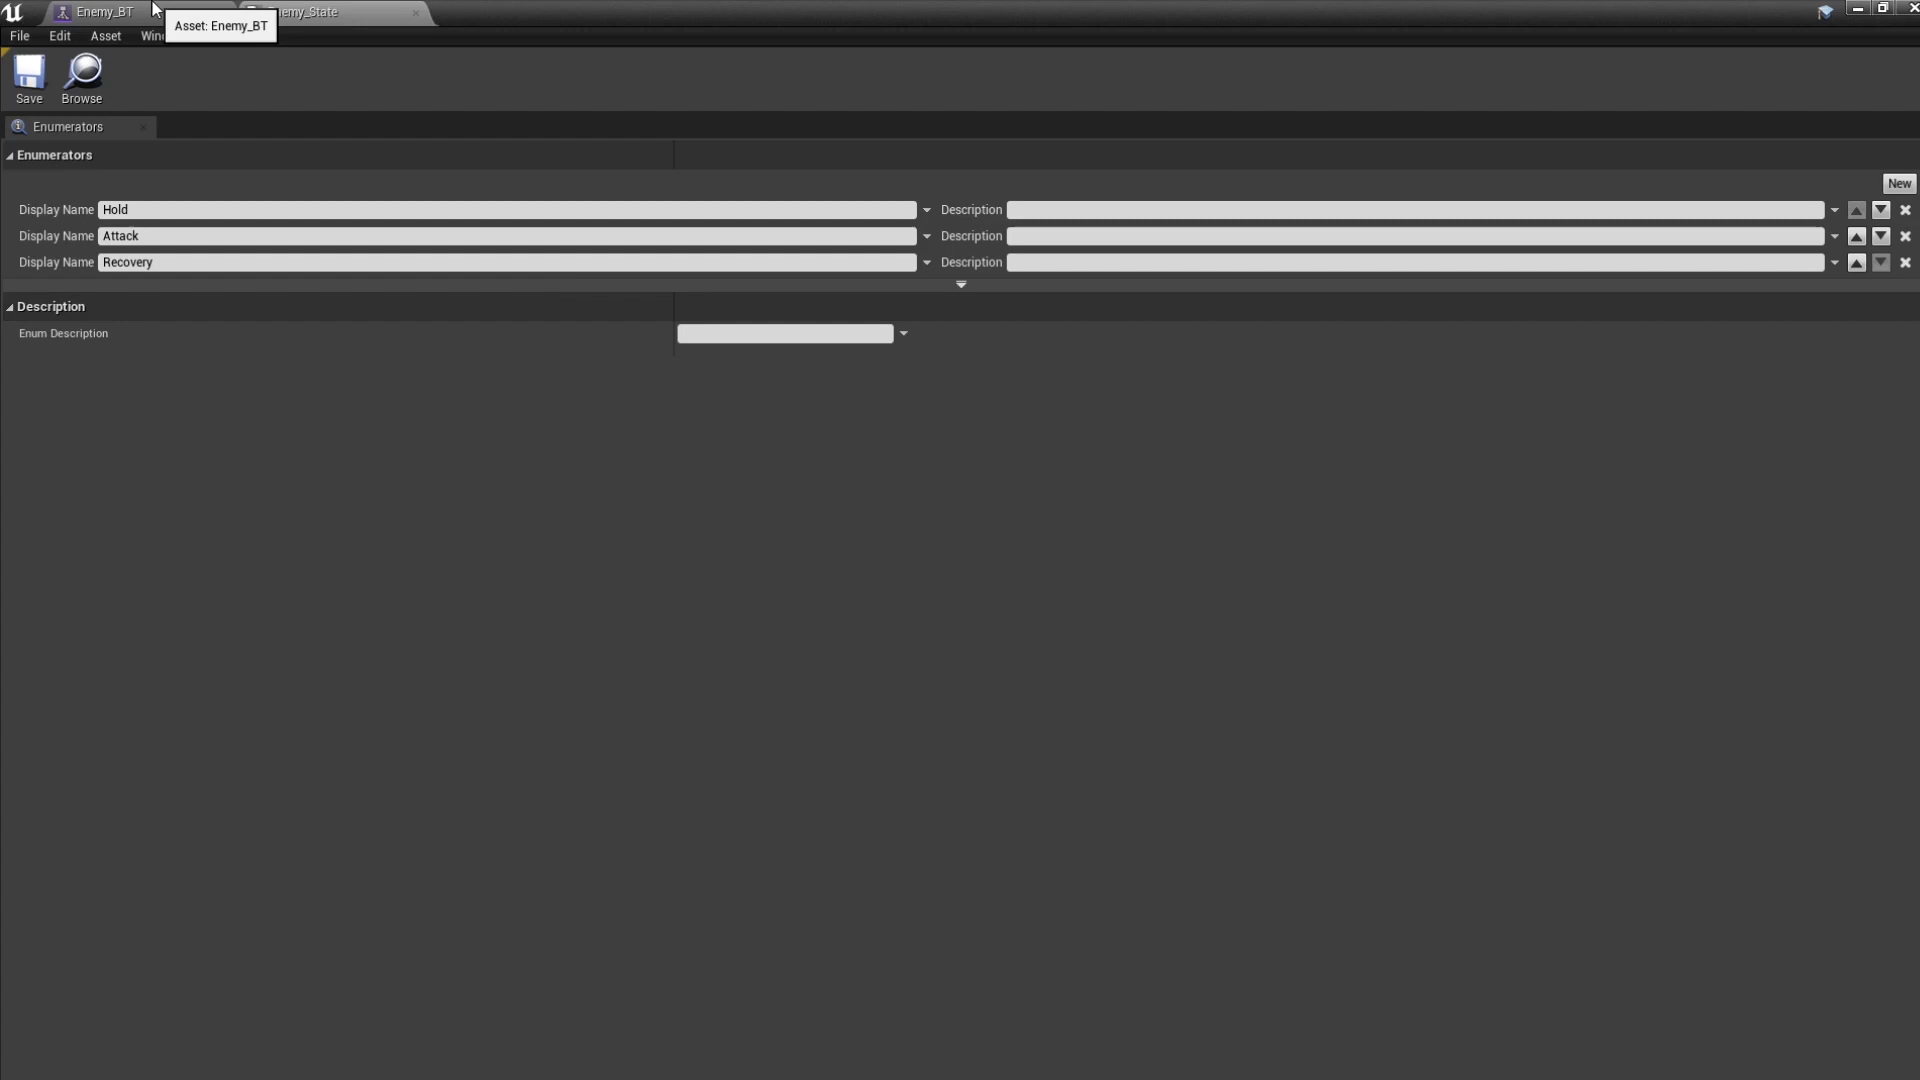 Enemy_BT
emy_State
Asset: Enemy_BT
File Edit Asset Win
Save Browse
Enumerators
Enumerators
New
Display Name Hold Description
Display Name Attack Description
Display Name Recovery Description
Description
Enum Description